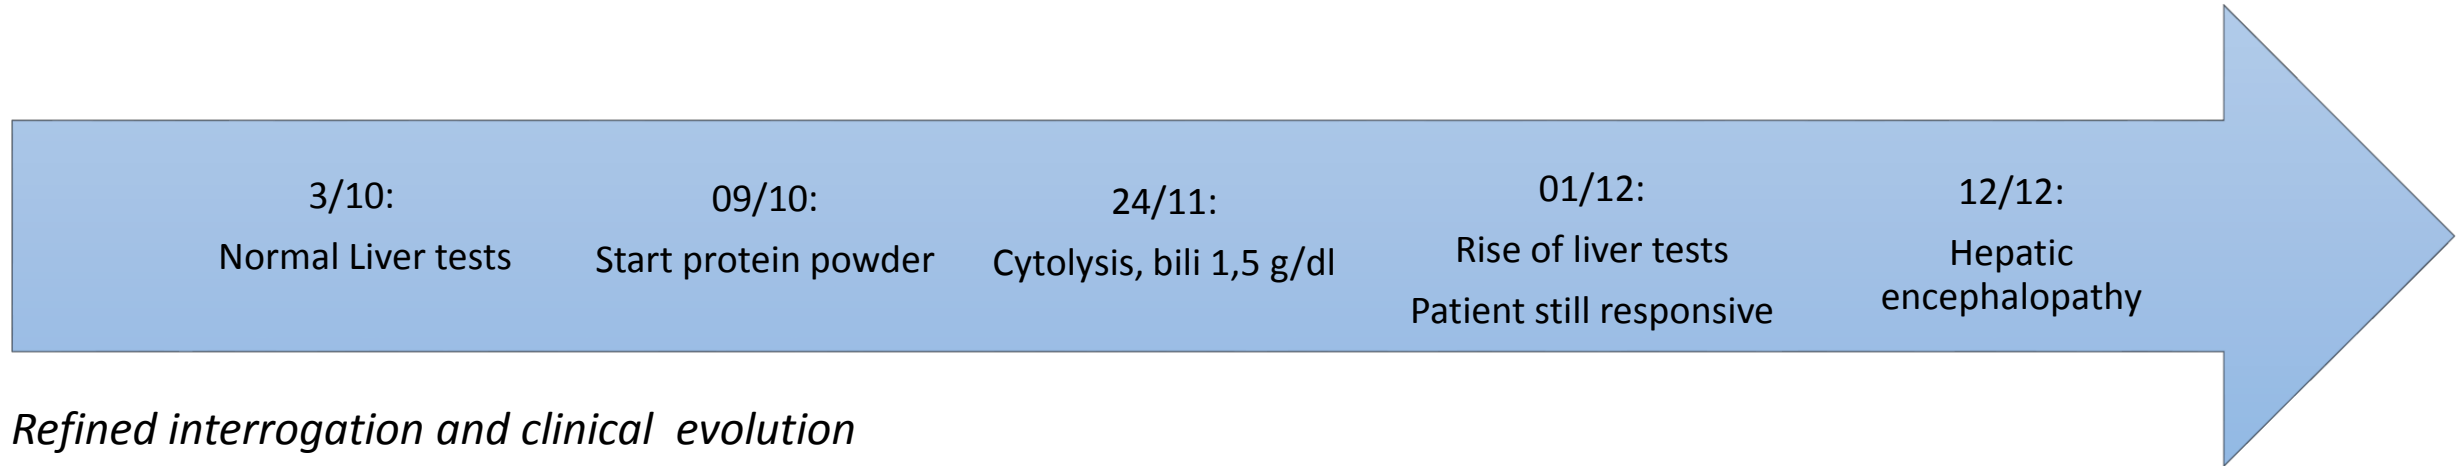 3/10:
Normal Liver tests
09/10:
Start protein powder
24/11:
Cytolysis, bili 1,5 g/dl
01/12:
Rise of liver tests
Patient still responsive
12/12:
Hepatic
encephalopathy
Refined interrogation and clinical evolution